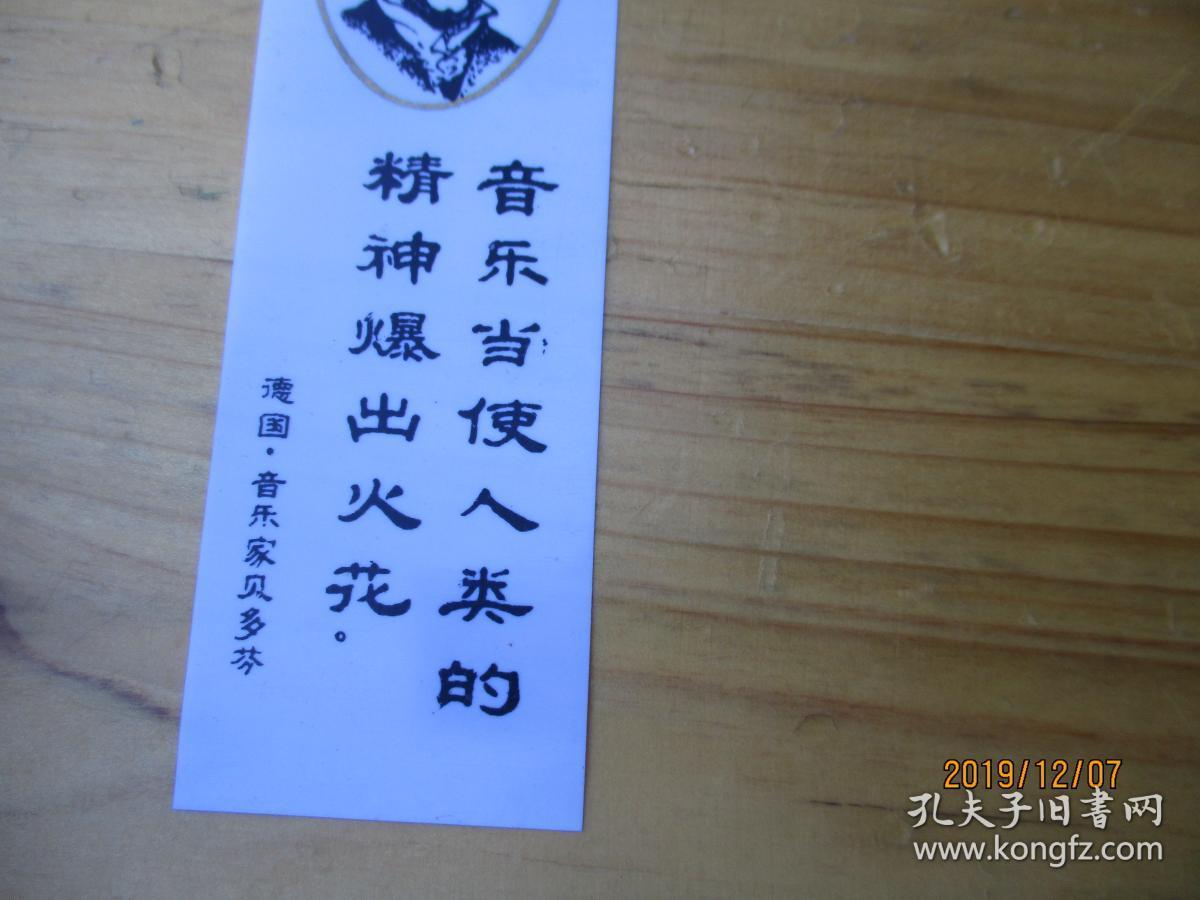 音乐当使人类的
精神爆出火花。
德国·音乐家贝多芬
2019/12/07
孔夫子旧書网
www.kongfz.com